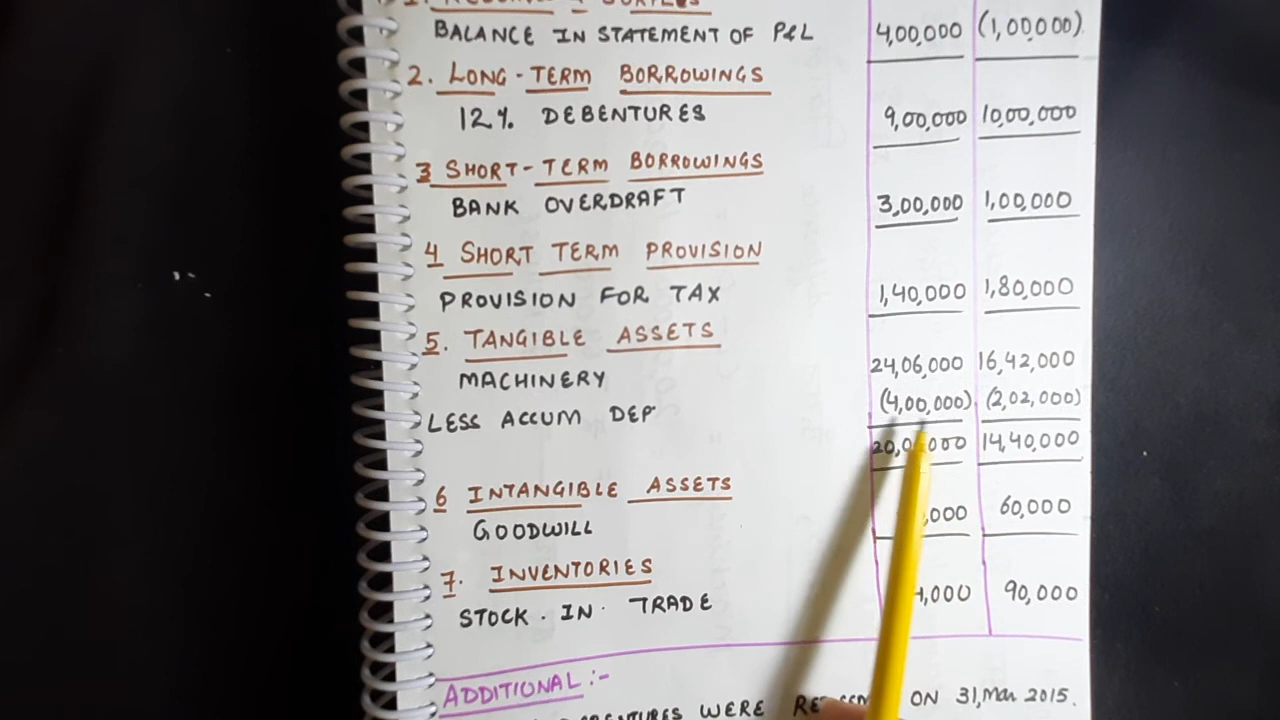 BALANCE IN STATEMENT OF P&L 4,00,000 (1,00,000)
2. LONG-TERM BORROWINGS
12% DEBENTURES 9,00,000 10,00,000
3 SHORT-TERM BORROWINGS
BANK OVERDRAFT 3,00,000 1,00,000
4 SHORT TERM PROVISION
PROVISION FOR TAX 1,40,000 1,80,000
5. TANGIBLE ASSETS
MACHINERY 24,06,000 16,42,000
LESS ACCUM DEP (4,00,000) (2,02,000)
14,40,000
6 INTANGIBLE ASSETS
GOODWILL 60,000
7. INVENTORIES
STOCK. IN. TRADE 90,000
ADDITIONAL:-
WERE ON 31, Mar 2015.